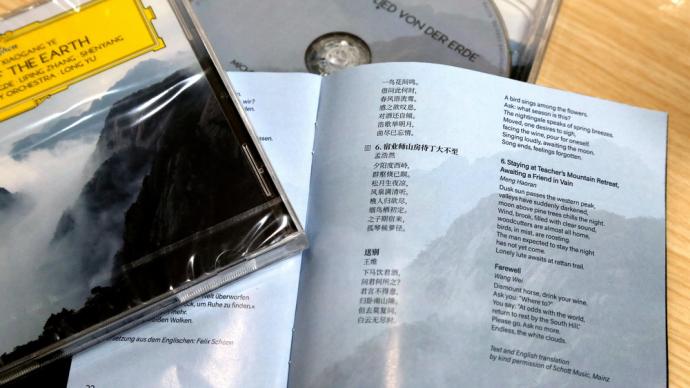 XIAOGANG YE
THE EARTH
LIPING ZHANG SHENYANG
ORCHESTRA LONG YU
LIED VON DER ERDE
wir?
一鸟花间鸣。
借问此何时,
春风语流莺。
感之欲叹息,
对酒还自倾。
浩歌待明月,
曲尽已忘情。
6. 宿业师山房待丁大不至
孟浩然
夕阳度西岭,
群壑倏已暝。
松月生夜凉,
风泉满清听。
樵人归欲尽,
烟鸟栖初定。
之子期宿来,
孤琴候萝径。
送别
王维
下马饮君酒,
问君何所之?
君言不得意,
归卧南山陲。
但去莫复问,
白云无尽时。
A bird sings among the flowers.
Ask: what season is this?
The nightingale speaks of spring breezes.
Moved, one desires to sigh,
facing the wine, pour for oneself.
Singing loudly, awaiting the moon.
Song ends, feelings forgotten.
6. Staying at Teacher's Mountain Retreat,
Awaiting a Friend in Vain
Meng Haoran
Dusk sun passes the western peak,
valleys have suddenly darkened,
moon above pine trees chills the night.
Wind, brook, filled with clear sound,
woodcutters are almost all home,
birds, in mist, are roosting.
The man expected to stay the night
has not yet come.
Lonely lute awaits at rattan trail.
Farewell
Wang Wei
Dismount horse, drink your wine.
Ask you: "Where to?"
You say: "At odds with the world,
return to rest by the South Hill."
Please go. Ask no more.
Endless, the white clouds.
Text and English translation
by kind permission of Schott Music, Mainz
Welt überworfen
um Ruhe zu finden.«
mehr.
Wolken.
setzung aus dem Englischen: Felix Schoen